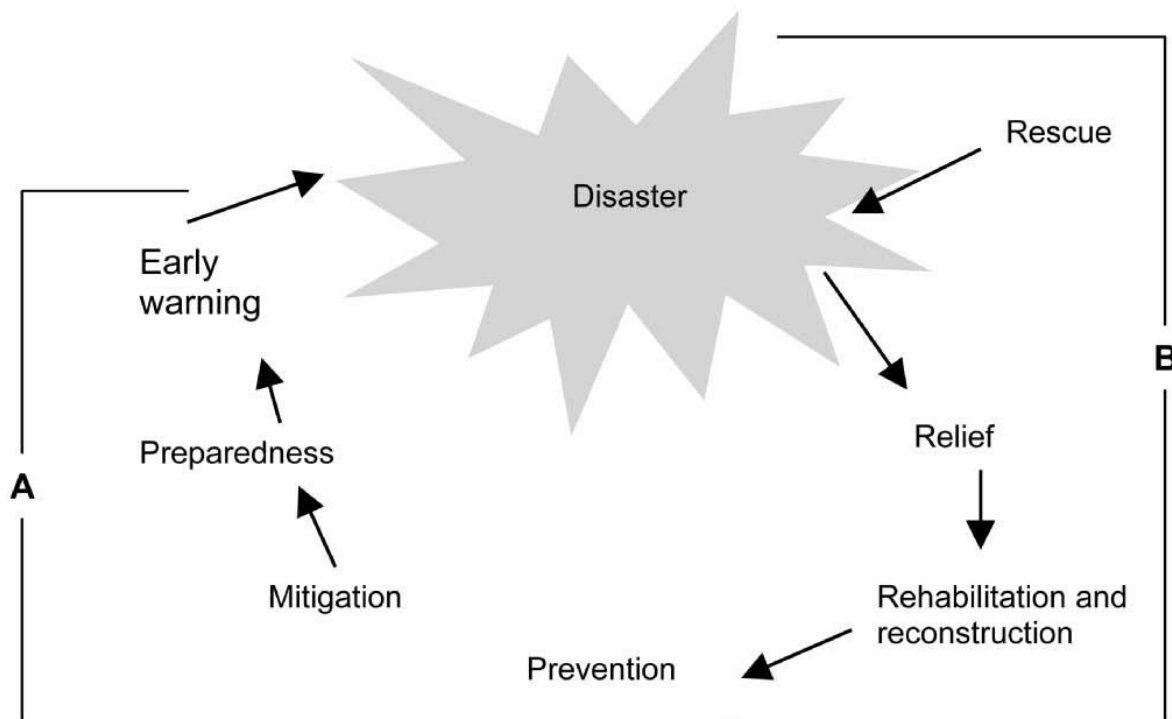 Disaster
Rescue
Early
warning
B
Relief
Preparedness
A
Mitigation
Rehabilitation and
reconstruction
Prevention